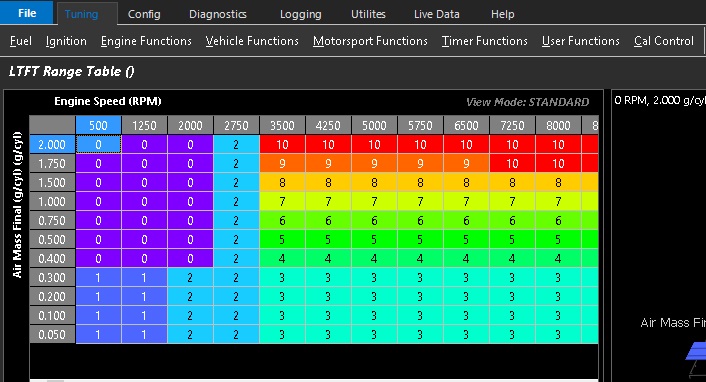 File Tuning Config Diagnostics Logging Utilites Live Data Help
Fuel Ignition Engine Functions Vehicle Functions Motorsport Functions Timer Functions User Functions Cal Control
LTFT Range Table ()
Engine Speed (RPM) View Mode: STANDARD
0 RPM, 2.000 g/cyl
Air Mass Final (g/cyl) (g/cyl)
500 1250 2000 2750 3500 4250 5000 5750 6500 7250 8000 8
2.000 0 0 0 2 10 10 10 10 10 10 10
1.750 0 0 0 2 9 9 9 9 9 10 10
1.500 0 0 0 2 8 8 8 8 8 8 8
1.000 0 0 0 2 7 7 7 7 7 7 7
0.750 0 0 0 2 6 6 6 6 6 6 6
0.500 0 0 0 2 5 5 5 5 5 5 5
0.400 0 0 0 2 4 4 4 4 4 4 4
0.300 1 1 2 2 3 3 3 3 3 3 3
0.200 1 1 2 2 3 3 3 3 3 3 3
0.100 1 1 2 2 3 3 3 3 3 3 3
0.050 1 1 2 2 3 3 3 3 3 3 3
Air Mass Fi